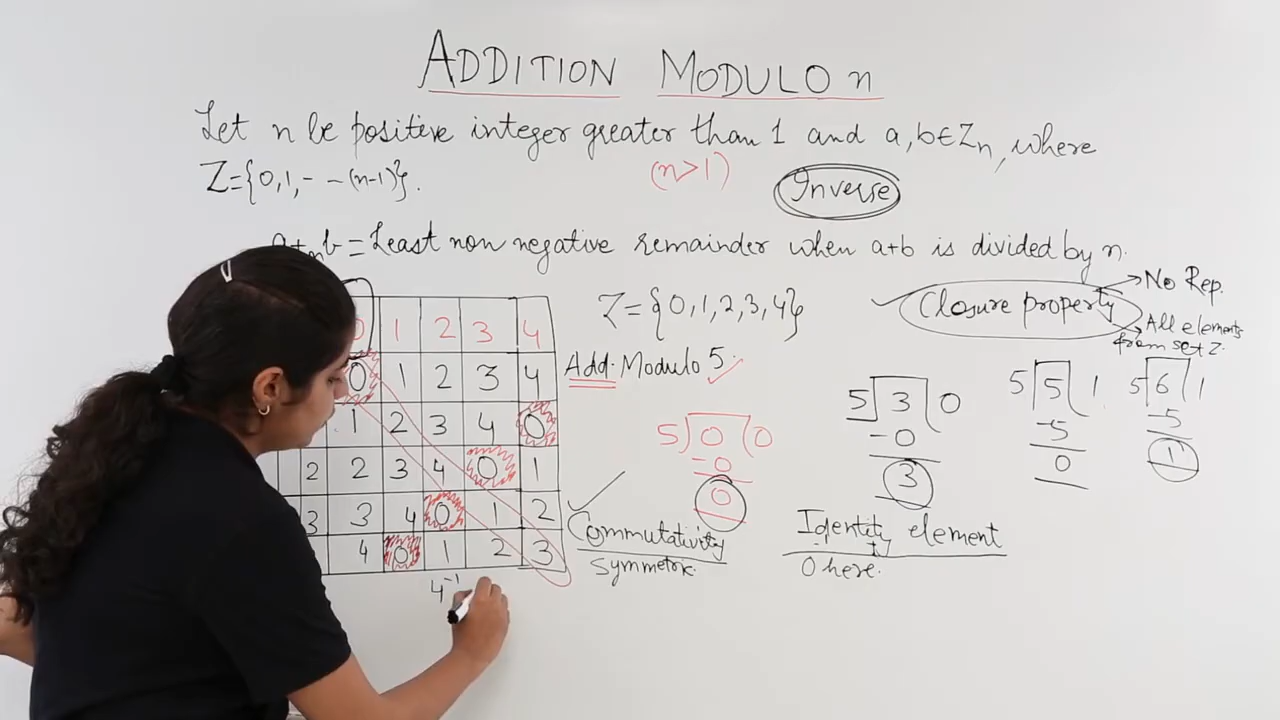 ADDITION MODULO n
Let n be positive integer greater than 1 and a, b∈Zn, where
Z={0,1,- - (n-1)}.
(n>1)
Inverse
a+nb = Least non negative remainder when a+b is divided by n.
Z={0,1,2,3,4}
Closure property
No Rep.
All elements
from set Z.
Add. Modulo 5.
0 1 2 3 4
0 1 2 3 4
1 2 3 4 0
2 2 3 4 0 1
3 3 4 0 1 2
4 0 1 2 3
4⁻¹
5) 0 (0
-0
0
5) 3 (0
-0
3
5) 5 ( 1
-5
0
5) 6 ( 1
-5
1
Commutativity
Symmetric.
Identity element
0 here.